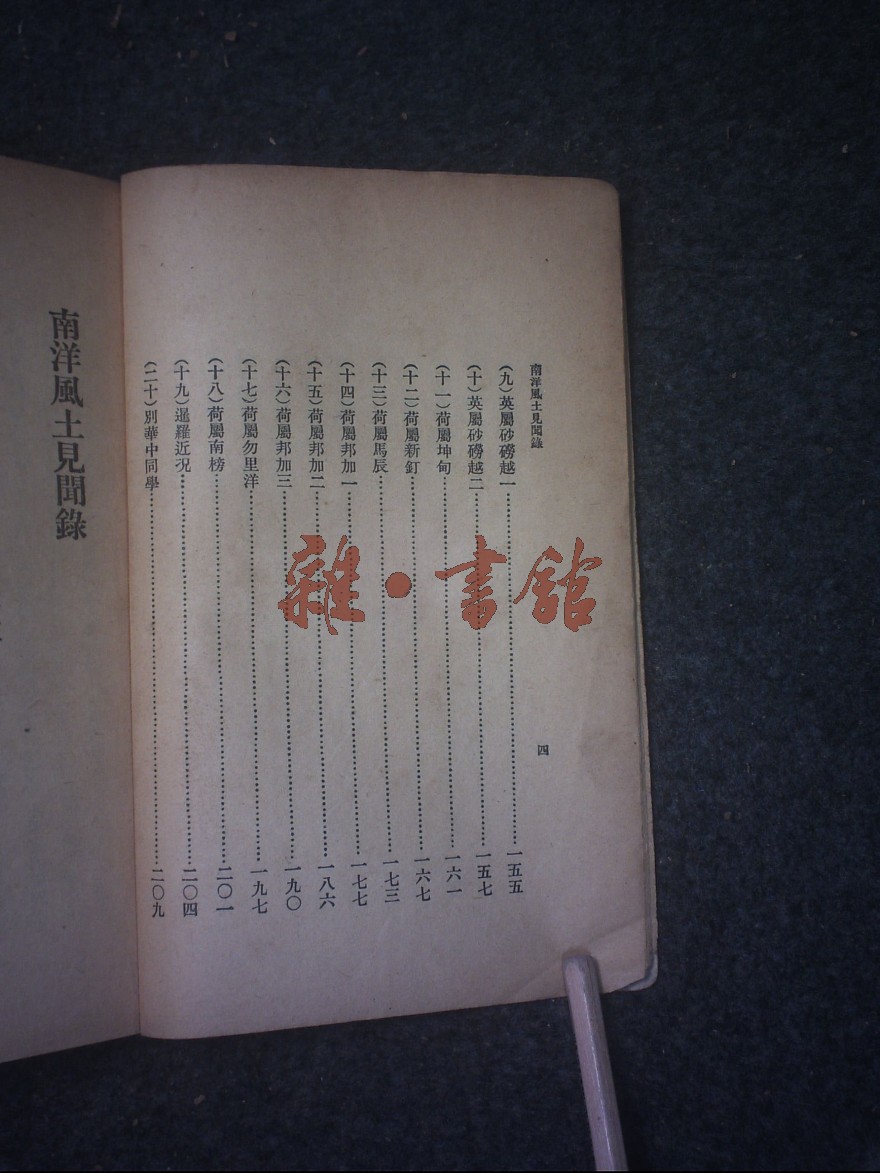 南洋風土見聞錄
四
(九)英屬砂磅越一……一五五
(十)英屬砂磅越二……一五七
(十一)荷屬坤甸……一六一
(十二)荷屬新釘……一六七
(十三)荷屬馬辰……一七三
(十四)荷屬邦加一……一七七
(十五)荷屬邦加二……一八六
(十六)荷屬邦加三……一九〇
(十七)荷屬勿里洋……一九七
(十八)荷屬南榜……二〇一
(十九)暹羅近況……二〇四
(二十)別華中同學……二〇九
南洋風土見聞錄
雜·書館